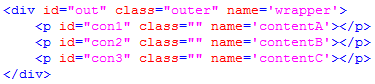 <div id="out" class="outer" name='wrapper'>
<p id="con1" class="" name='contentA'></p>
<p id="con2" class="" name='contentB'></p>
<p id="con3" class="" name='contentC'></p>
</div>